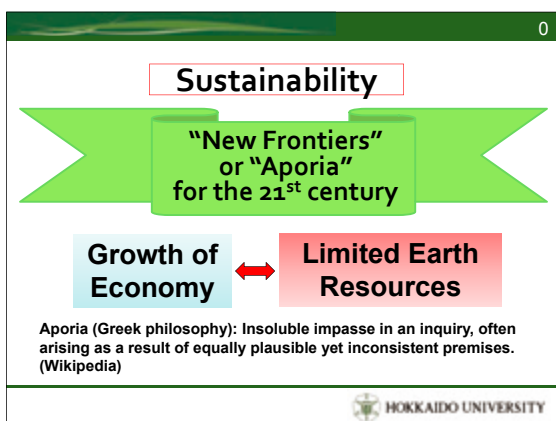 0
Sustainability
“New Frontiers”
or “Aporia”
for the 21st century
Growth of
Economy
Limited Earth
Resources
Aporia (Greek philosophy): Insoluble impasse in an inquiry, often
arising as a result of equally plausible yet inconsistent premises.
(Wikipedia)
HOKKAIDO UNIVERSITY